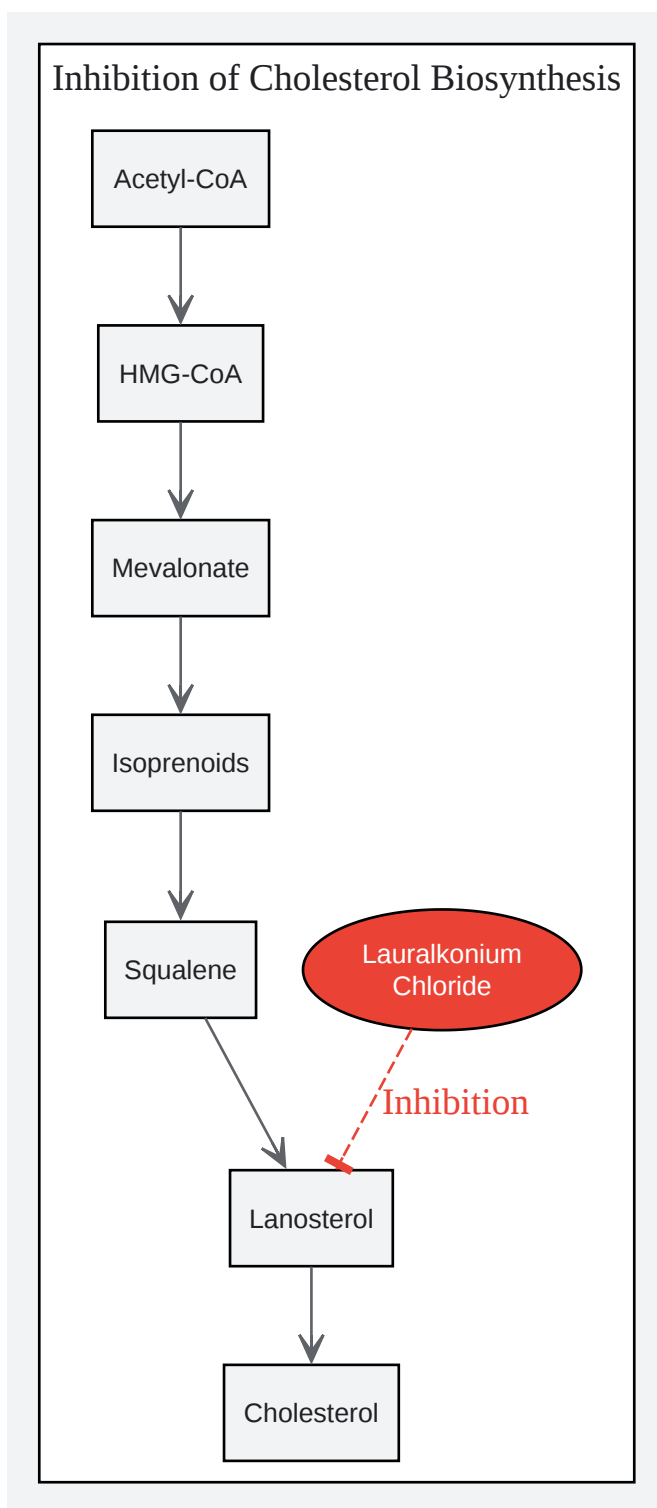 Inhibition of Cholesterol Biosynthesis
Acetyl-CoA
HMG-CoA
Mevalonate
Isoprenoids
Squalene
Lauralkonium
Chloride
Inhibition
Lanosterol
Cholesterol